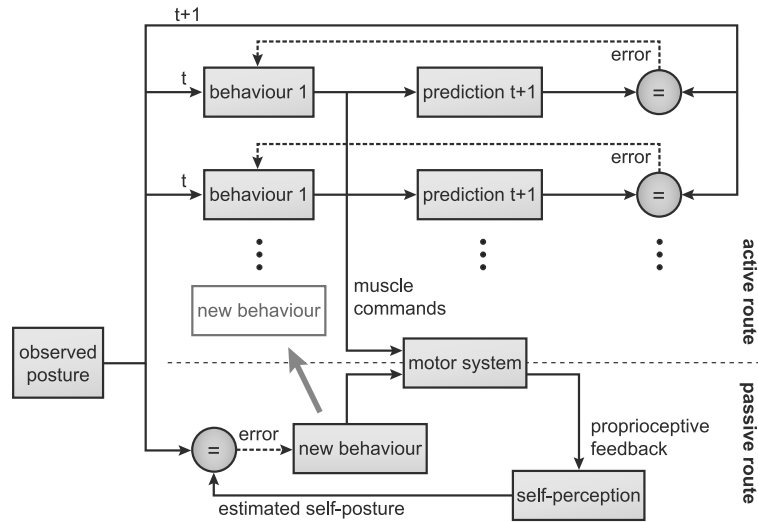 t+1
error
t
behaviour 1
prediction t+1
=
error
t
behaviour 1
prediction t+1
=
active route
new behaviour
muscle
commands
observed
posture
motor system
passive route
error
=
new behaviour
proprioceptive
feedback
self-perception
estimated self-posture